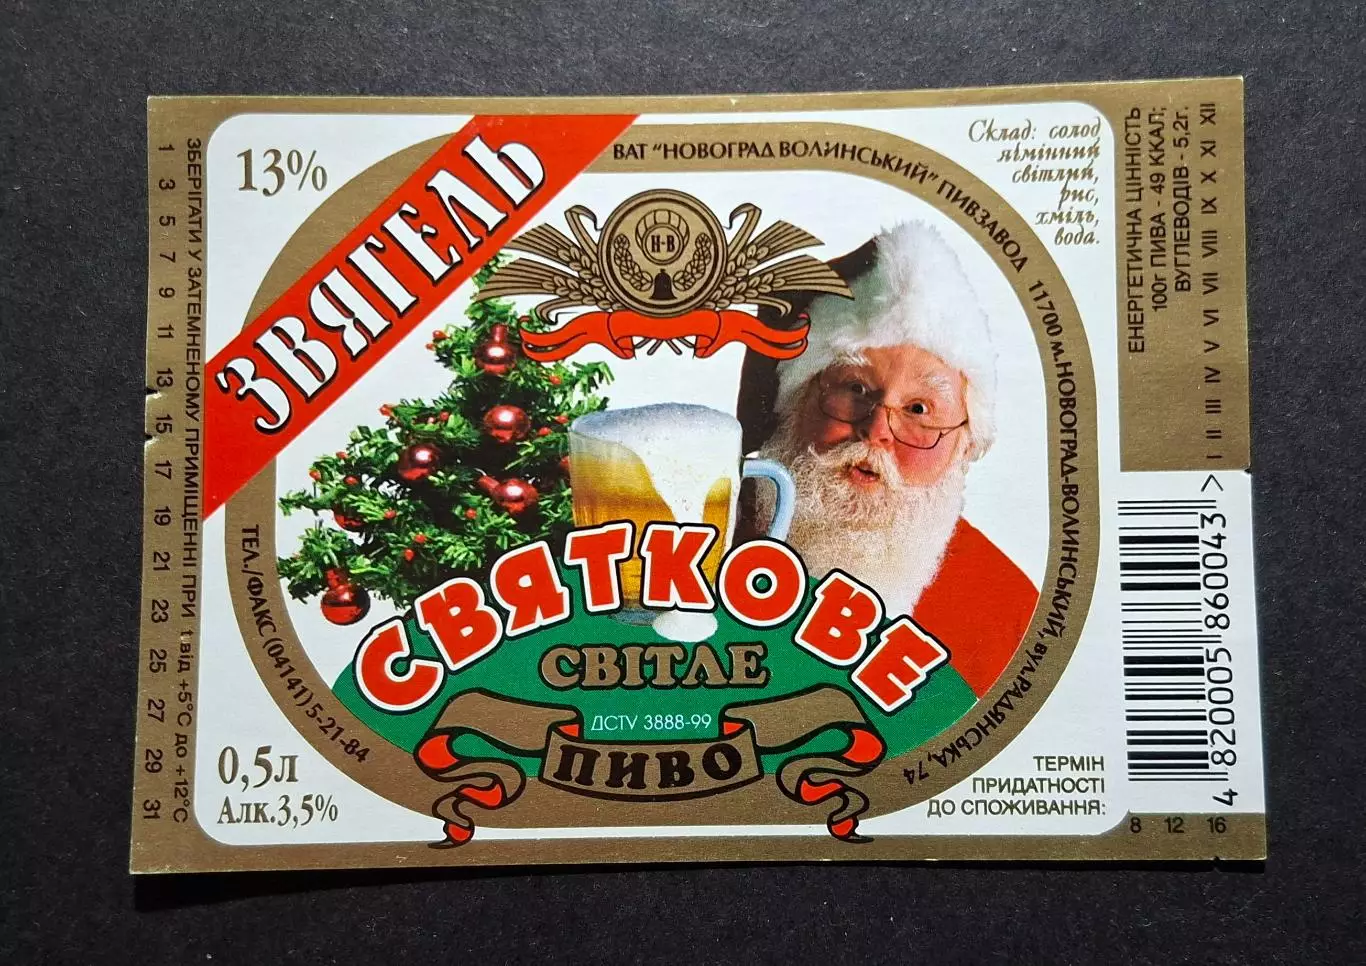 13%
ЗВЯГЕЛЬ
ВАТ "НОВОГРАД ВОЛИНСЬКИЙ" ПИВЗАВОД
11700 м. НОВОГРАД-ВОЛИНСЬКИЙ, вул. РАДЯНСЬКА, 74
ТЕЛ./ФАКС (04141) 5-21-84
Н-В
Склад: солод
ячмінний
світлий,
рис,
хміль,
вода.
СВЯТКОВЕ
СВІТЛЕ
ДСТУ 3888-99
ПИВО
0,5л
Алк.3,5%
ТЕРМІН
ПРИДАТНОСТІ
ДО СПОЖИВАННЯ:
ЗБЕРІГАТИ У ЗАТЕМНЕНОМУ ПРИМІЩЕННІ ПРИ t від +5°С до +12°С
1 3 5 7 9 11 13 15 17 19 21 23 25 27 29 31
ЕНЕРГЕТИЧНА ЦІННІСТЬ
100г ПИВА - 49 ККАЛ;
ВУГЛЕВОДІВ - 5,2г.
I II III IV V VI VII VIII IX X XI XII
4 820005 860043 >
8 12 16